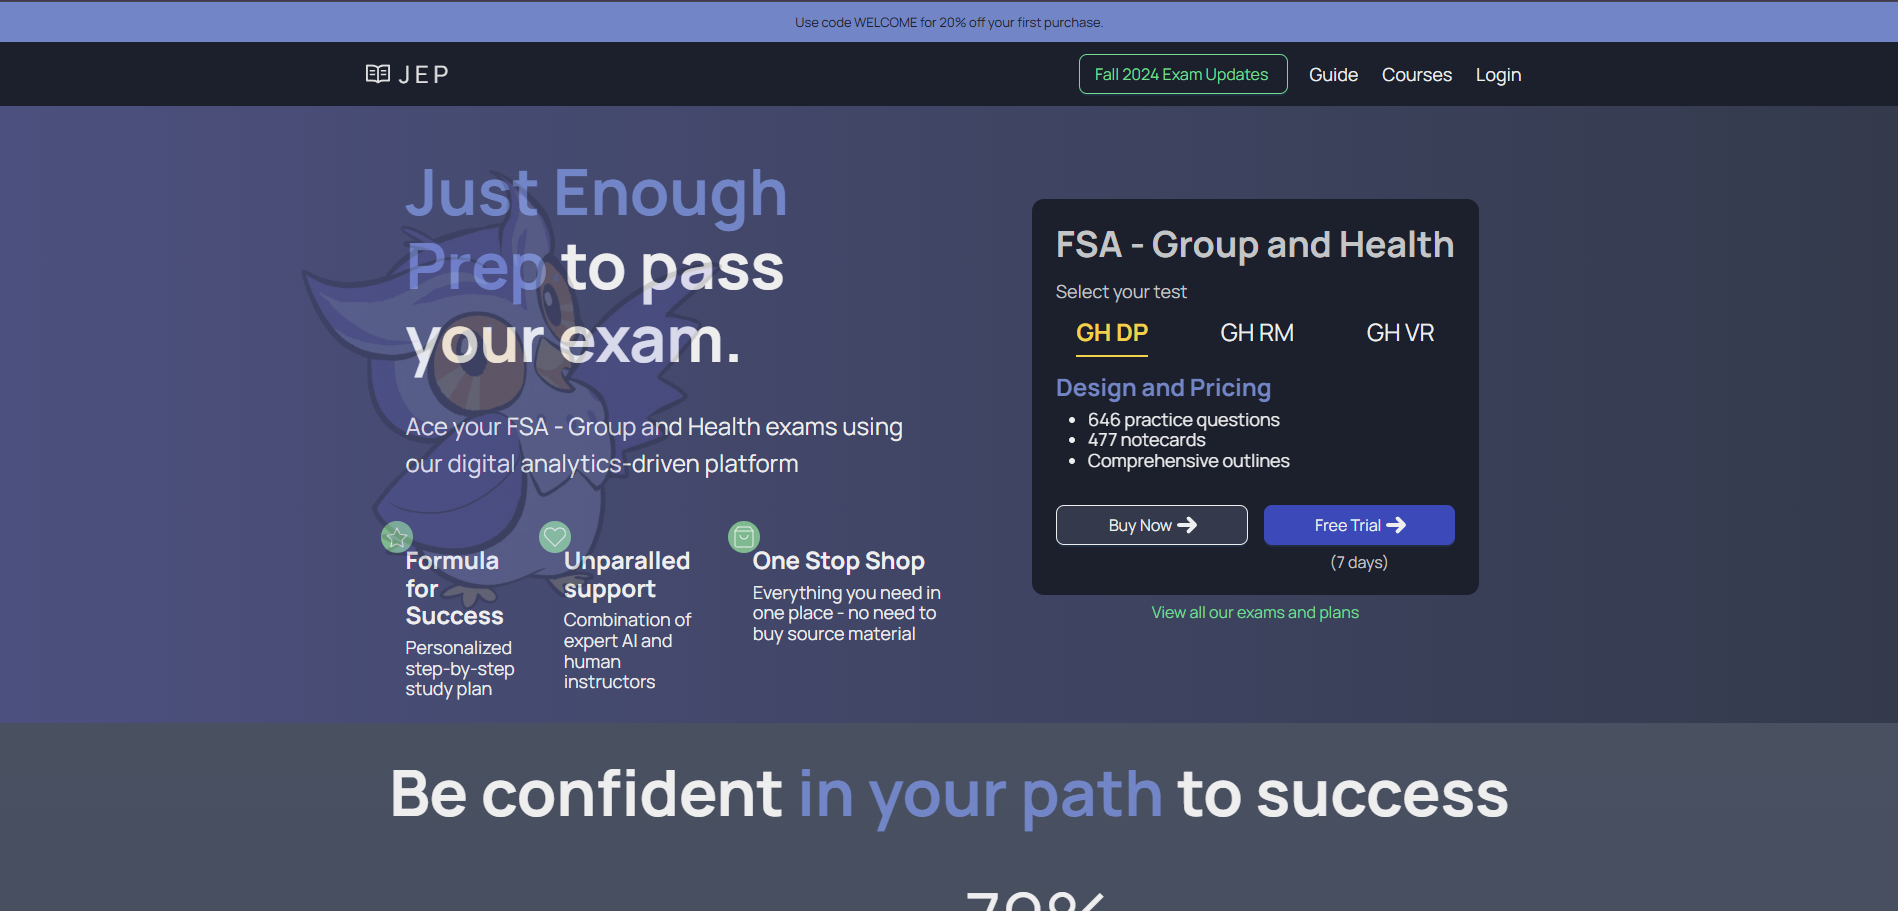 Use code WELCOME for 20% off your first purchase.
JEP
Fall 2024 Exam Updates
Guide
Courses
Login
Just Enough
Prep to pass
your exam.
Ace your FSA - Group and Health exams using
our digital analytics-driven platform
Formula
for
Success
Personalized
step-by-step
study plan
Unparalled
support
Combination of
expert AI and
human
instructors
One Stop Shop
Everything you need in
one place - no need to
buy source material
FSA - Group and Health
Select your test
GH DP
GH RM
GH VR
Design and Pricing
• 646 practice questions
• 477 notecards
• Comprehensive outlines
Buy Now
Free Trial
(7 days)
View all our exams and plans
Be confident in your path to success